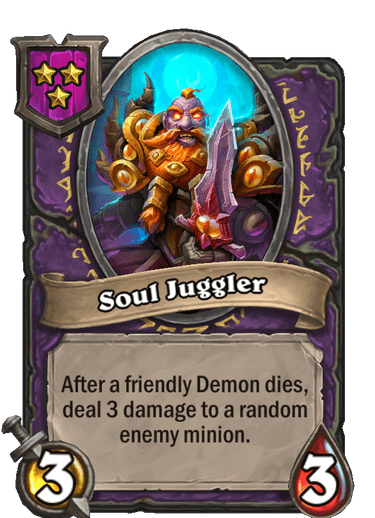 Soul Juggler
After a friendly Demon dies,
deal 3 damage to a random
enemy minion.
3 3